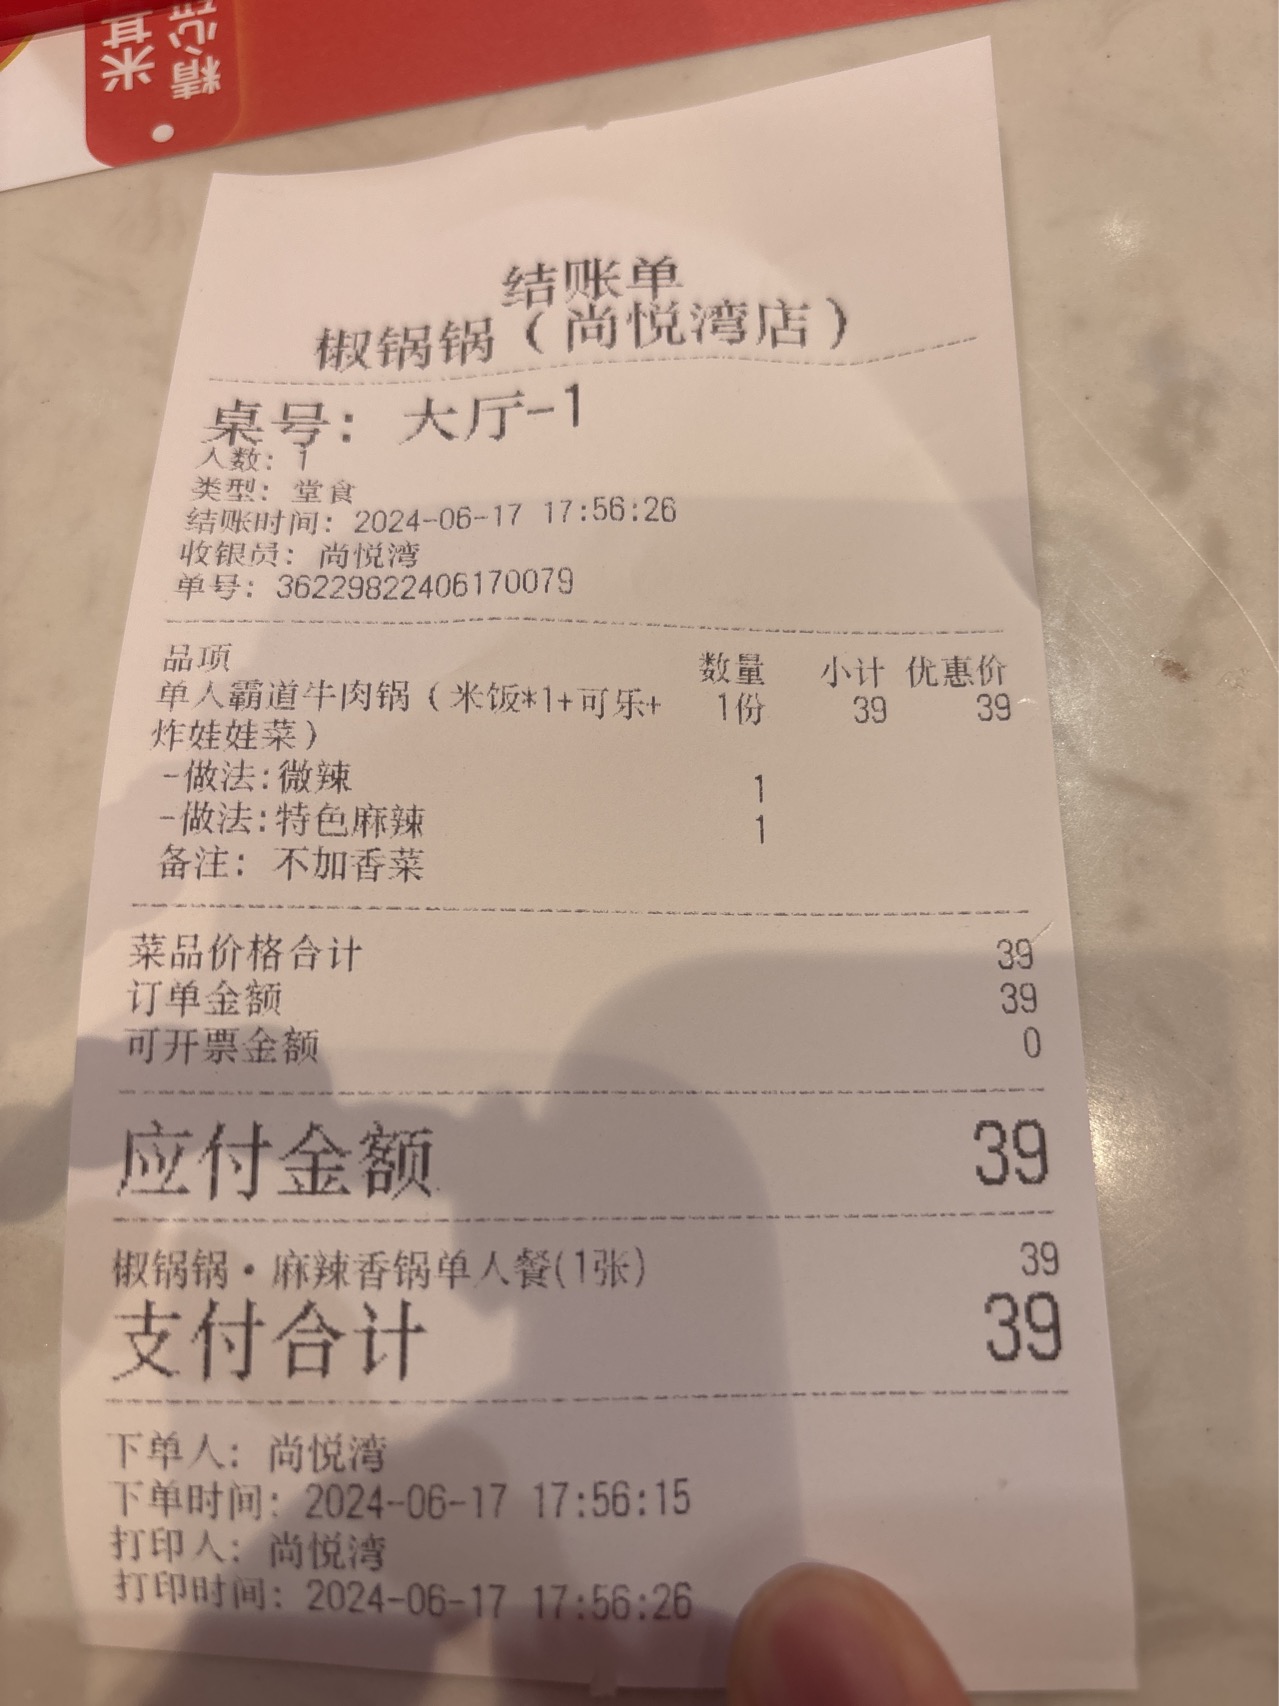 米其
精心
结账单
椒锅锅（尚悦湾店）
桌号：大厅-1
人数：1
类型：堂食
结账时间：2024-06-17 17:56:26
收银员：尚悦湾
单号：36229822406170079
品项 数量 小计 优惠价
单人霸道牛肉锅（米饭*1+可乐+ 1份 39 39
炸娃娃菜）
-做法:微辣 1
-做法:特色麻辣 1
备注：不加香菜
菜品价格合计 39
订单金额 39
可开票金额 0
应付金额 39
椒锅锅·麻辣香锅单人餐(1张) 39
支付合计 39
下单人：尚悦湾
下单时间：2024-06-17 17:56:15
打印人：尚悦湾
打印时间：2024-06-17 17:56:26